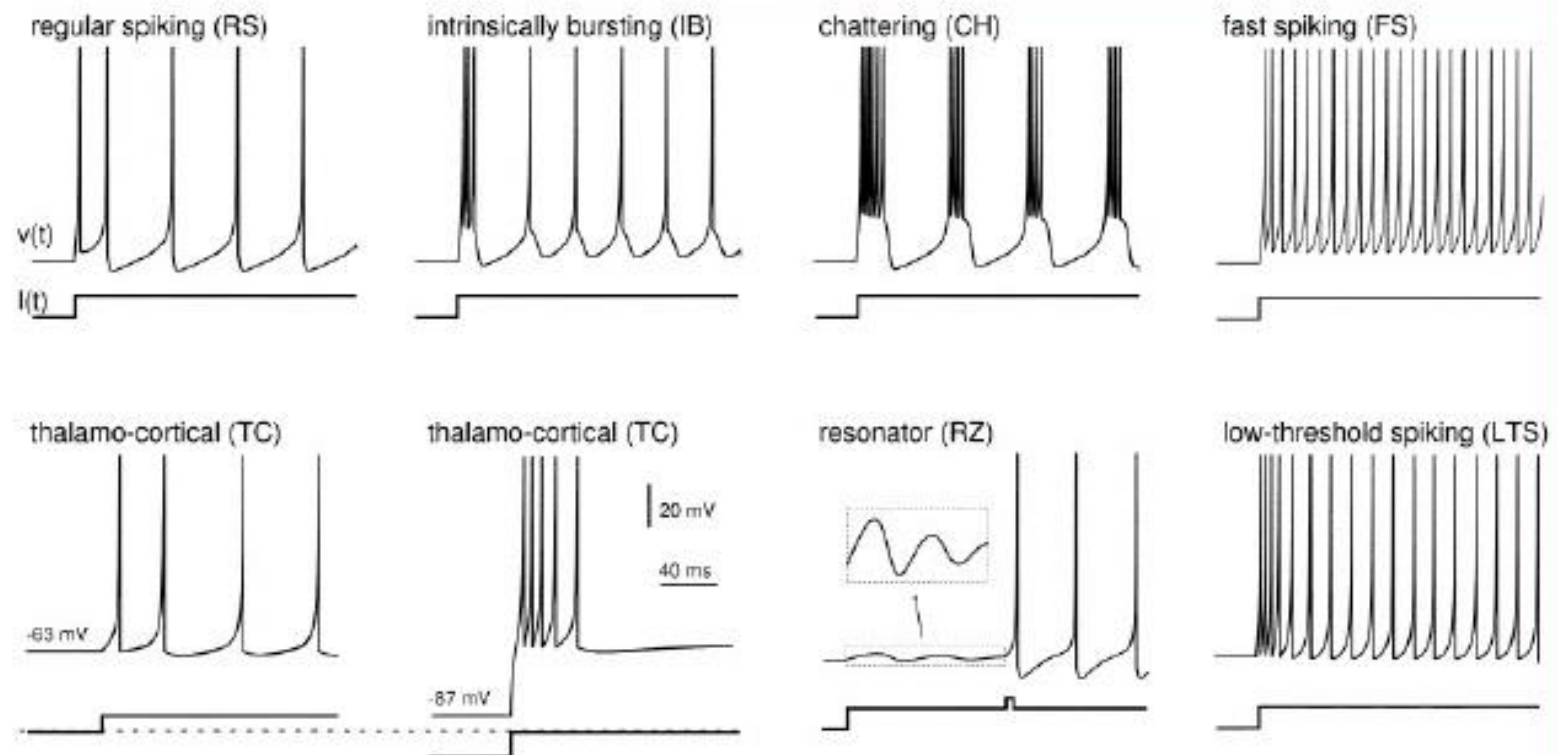 regular spiking (RS)
intrinsically bursting (IB)
chattering (CH)
fast spiking (FS)
v(t)
I(t)
thalamo-cortical (TC)
thalamo-cortical (TC)
resonator (RZ)
low-threshold spiking (LTS)
20 mV
40 ms
-63 mV
-87 mV